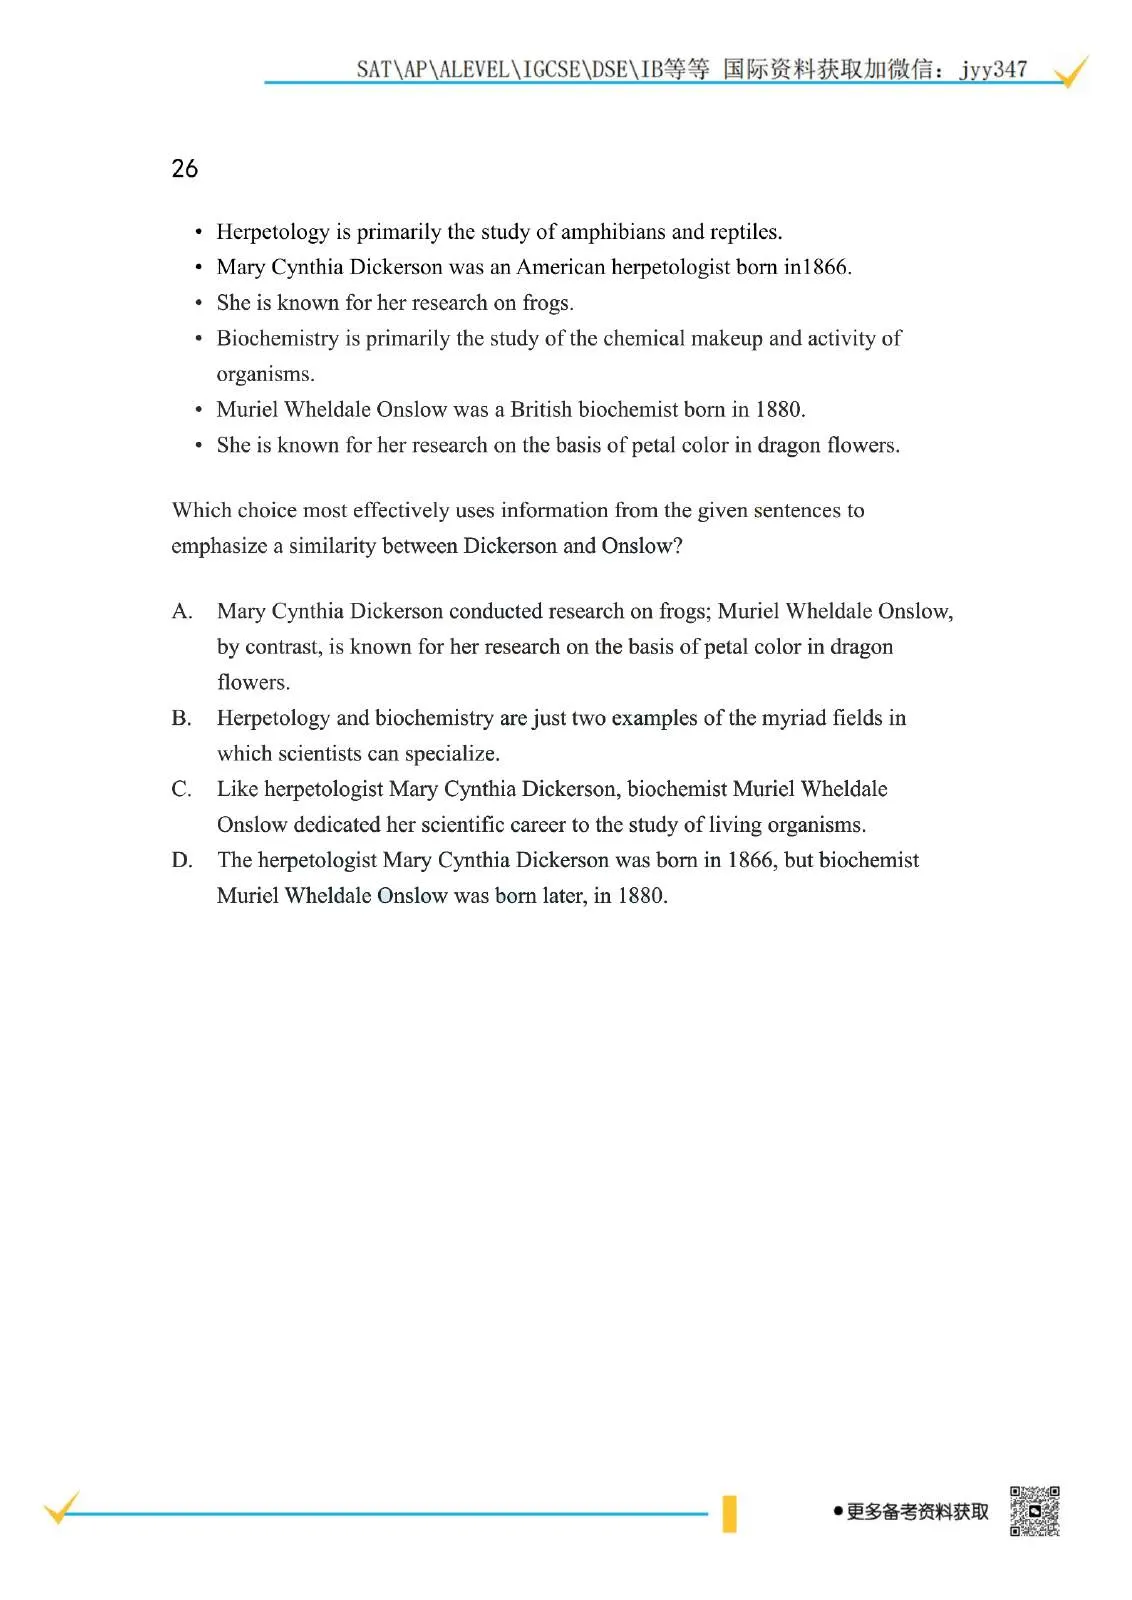 SAT\AP\ALEVEL\IGCSE\DSE\IB等等 国际资料获取加微信：jyy347
26
• Herpetology is primarily the study of amphibians and reptiles.
• Mary Cynthia Dickerson was an American herpetologist born in1866.
• She is known for her research on frogs.
• Biochemistry is primarily the study of the chemical makeup and activity of
organisms.
• Muriel Wheldale Onslow was a British biochemist born in 1880.
• She is known for her research on the basis of petal color in dragon flowers.
Which choice most effectively uses information from the given sentences to
emphasize a similarity between Dickerson and Onslow?
A. Mary Cynthia Dickerson conducted research on frogs; Muriel Wheldale Onslow,
by contrast, is known for her research on the basis of petal color in dragon
flowers.
B. Herpetology and biochemistry are just two examples of the myriad fields in
which scientists can specialize.
C. Like herpetologist Mary Cynthia Dickerson, biochemist Muriel Wheldale
Onslow dedicated her scientific career to the study of living organisms.
D. The herpetologist Mary Cynthia Dickerson was born in 1866, but biochemist
Muriel Wheldale Onslow was born later, in 1880.
•更多备考资料获取